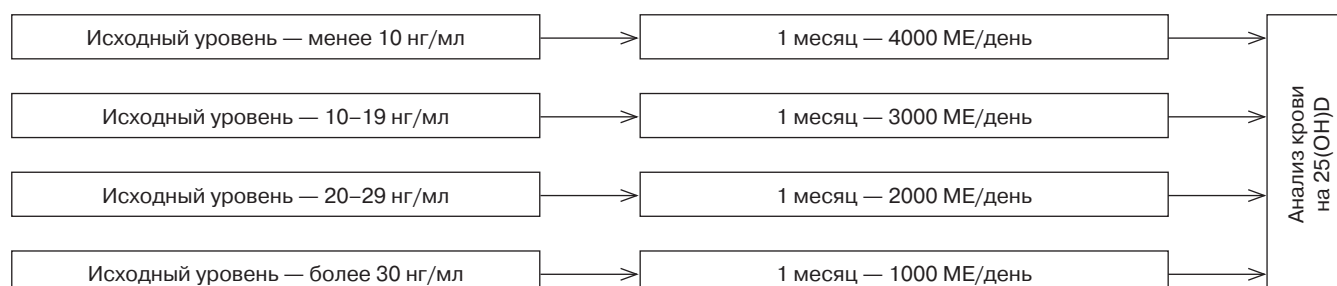 Исходный уровень — менее 10 нг/мл
1 месяц — 4000 МЕ/день
Исходный уровень — 10–19 нг/мл
1 месяц — 3000 МЕ/день
Исходный уровень — 20–29 нг/мл
1 месяц — 2000 МЕ/день
Исходный уровень — более 30 нг/мл
1 месяц — 1000 МЕ/день
Анализ крови
на 25(OH)D